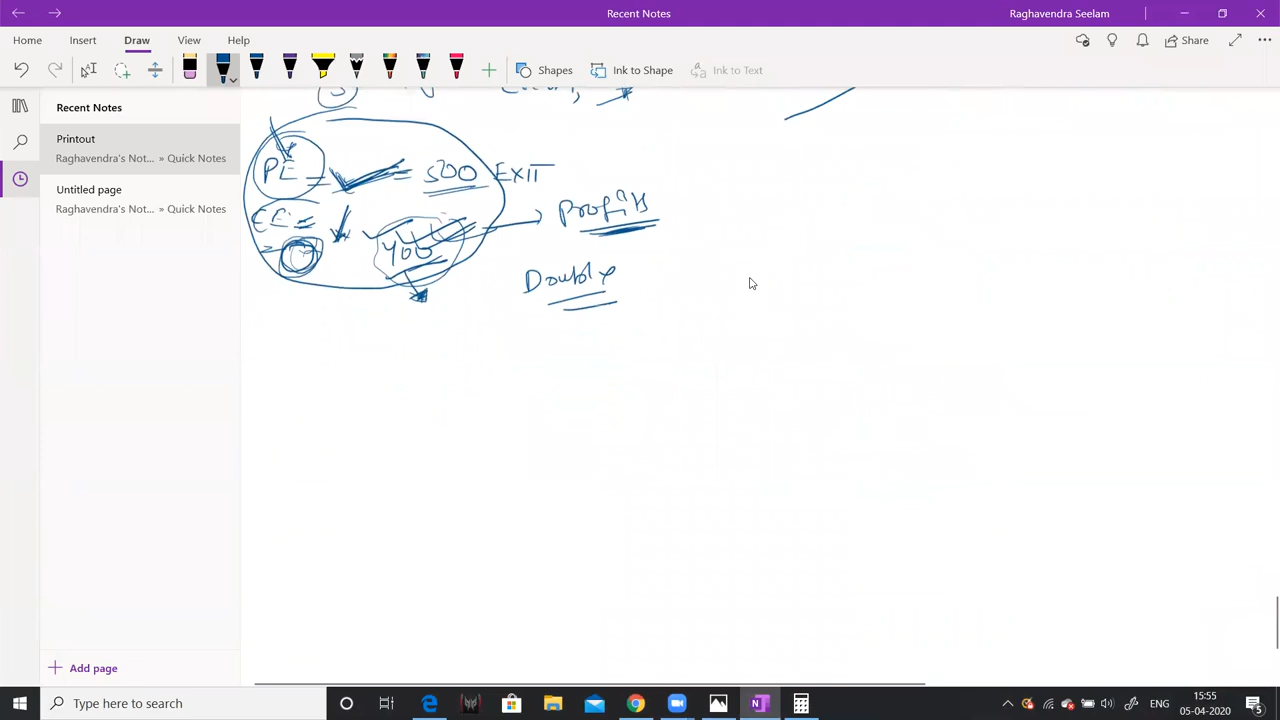 Recent Notes
Raghavendra Seelam
Home Insert Draw View Help
Share
Shapes Ink to Shape Ink to Text
Recent Notes
Printout
Raghavendra's Not... » Quick Notes
Untitled page
Raghavendra's Not... » Quick Notes
PE = 500 EXIT
CE
400 Profits
Double
Add page
Type here to search
ENG
15:55
05-04-2020